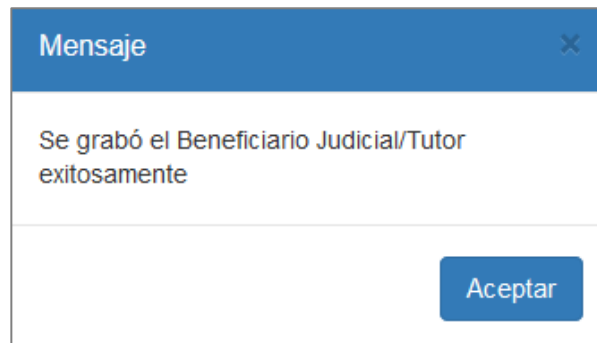 Mensaje ×
Se grabó el Beneficiario Judicial/Tutor
exitosamente
Aceptar